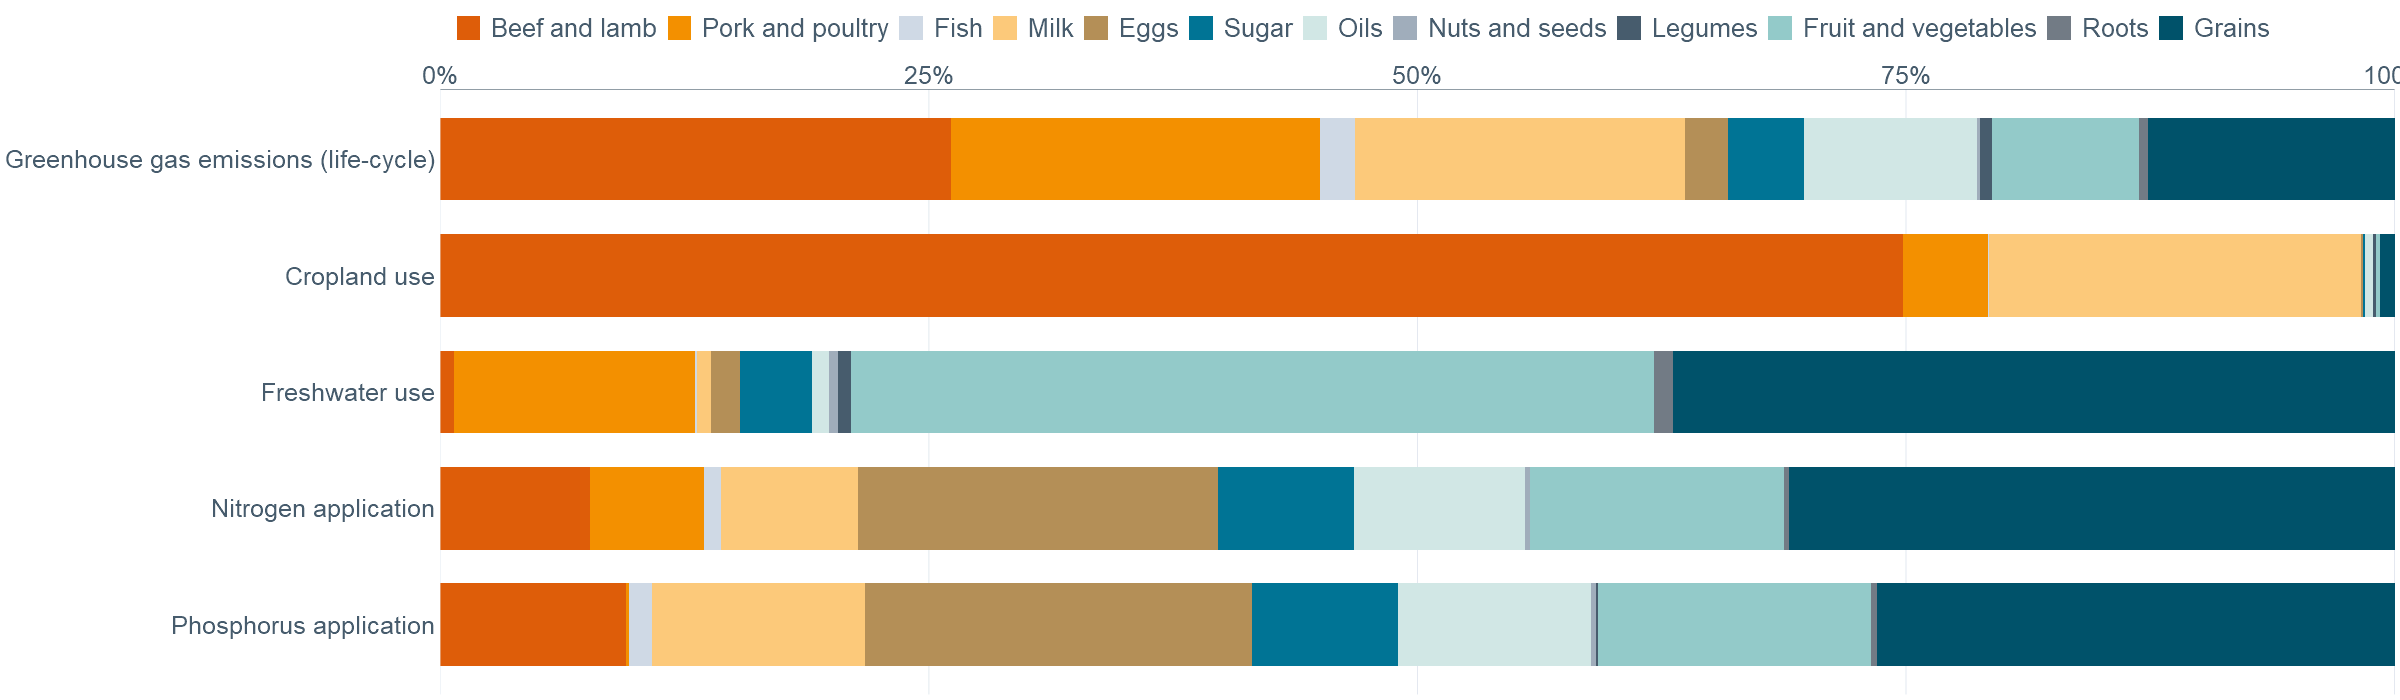 Beef and lamb Pork and poultry Fish Milk Eggs Sugar Oils Nuts and seeds Legumes Fruit and vegetables Roots Grains
0% 25% 50% 75% 100
Greenhouse gas emissions (life-cycle)
Cropland use
Freshwater use
Nitrogen application
Phosphorus application